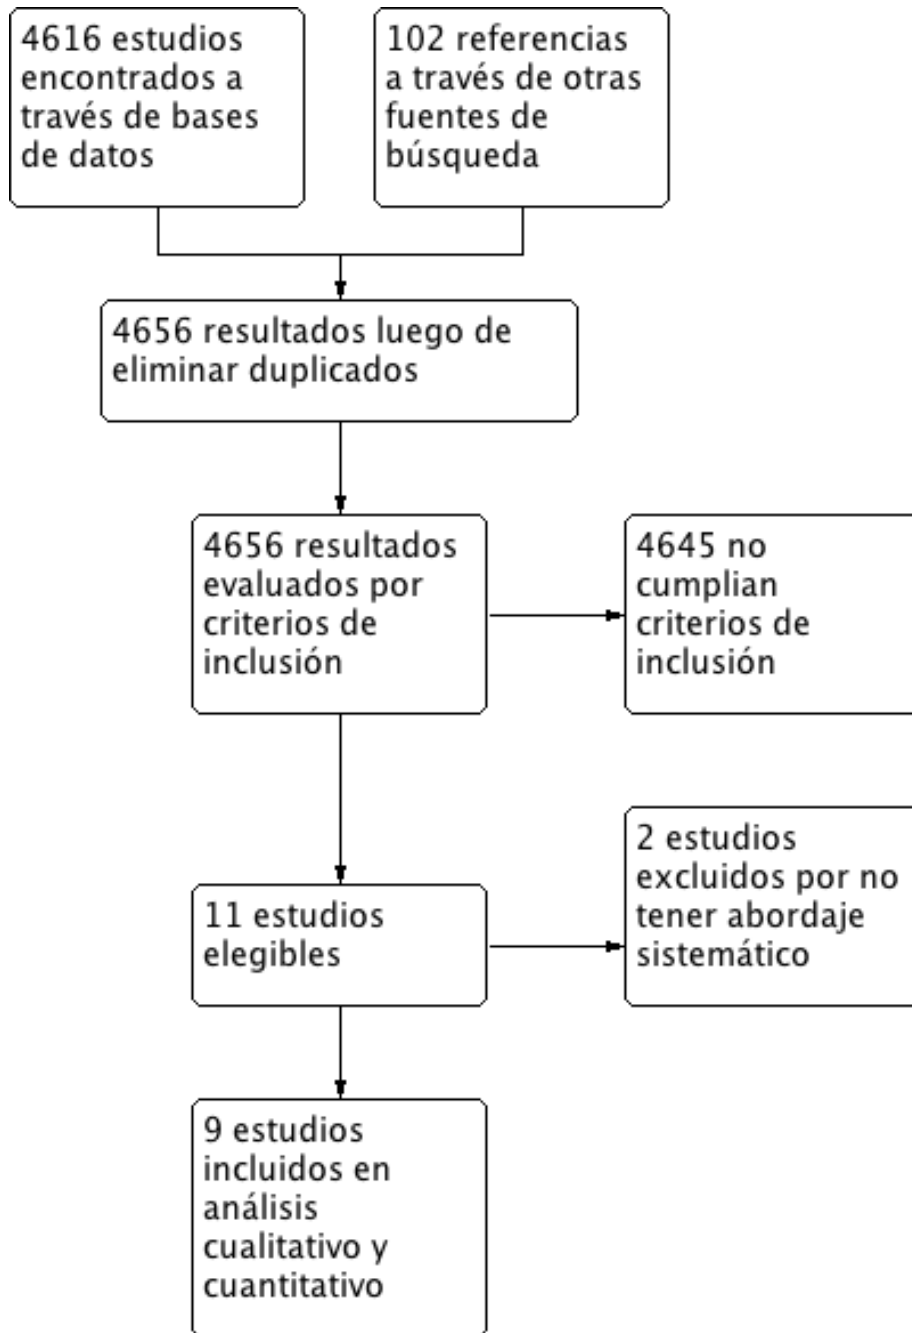 4616 estudios
encontrados a
través de bases
de datos
102 referencias
a través de otras
fuentes de
búsqueda
4656 resultados luego de
eliminar duplicados
4656 resultados
evaluados por
criterios de
inclusión
4645 no
cumplian
criterios de
inclusión
11 estudios
elegibles
2 estudios
excluidos por no
tener abordaje
sistemático
9 estudios
incluidos en
análisis
cualitativo y
cuantitativo